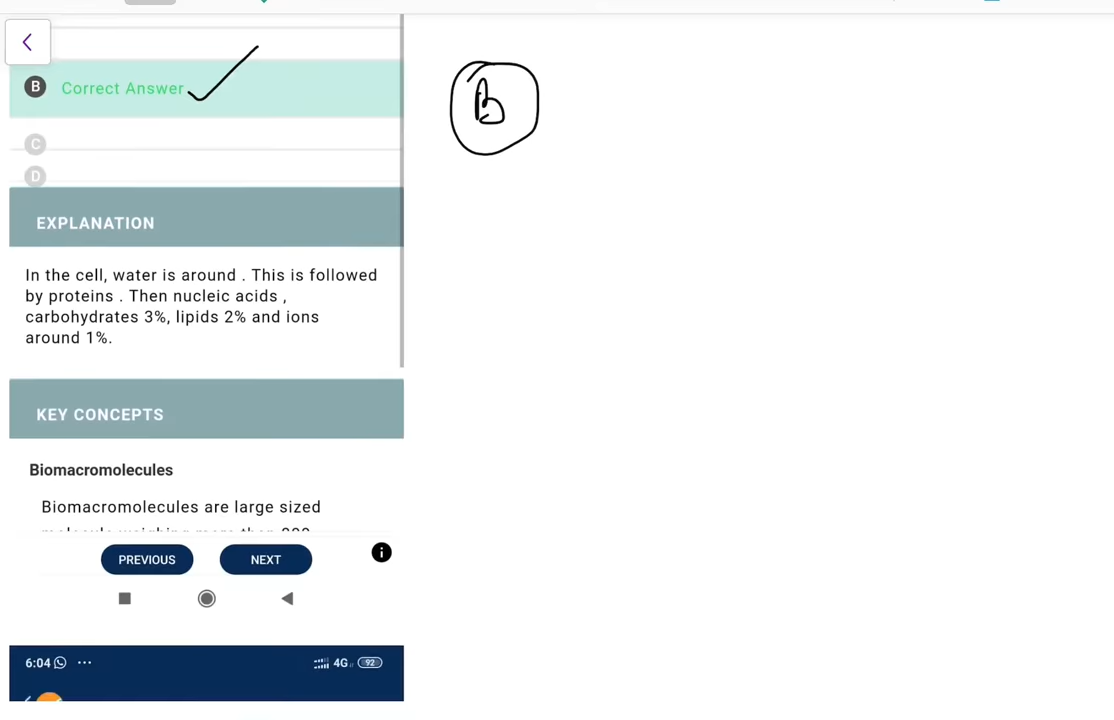 B Correct Answer
B
C
D
EXPLANATION
In the cell, water is around . This is followed
by proteins . Then nucleic acids ,
carbohydrates 3%, lipids 2% and ions
around 1%.
KEY CONCEPTS
Biomacromolecules
Biomacromolecules are large sized
PREVIOUS
NEXT
i
6:04
4G
92